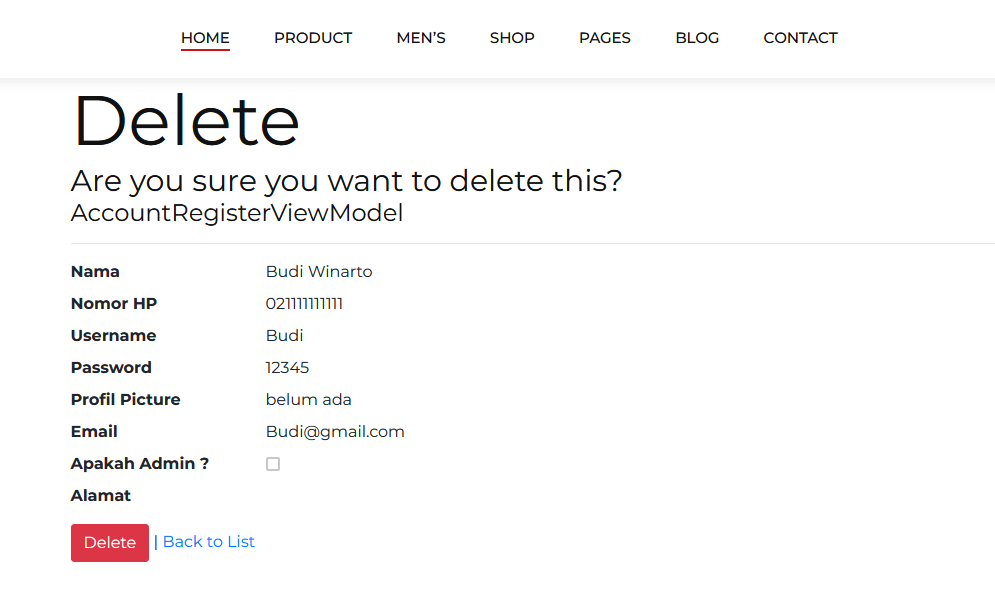 HOME PRODUCT MEN'S SHOP PAGES BLOG CONTACT
Delete
Are you sure you want to delete this?
AccountRegisterViewModel
Nama Budi Winarto
Nomor HP 021111111111
Username Budi
Password 12345
Profil Picture belum ada
Email Budi@gmail.com
Apakah Admin ?
Alamat
Delete | Back to List